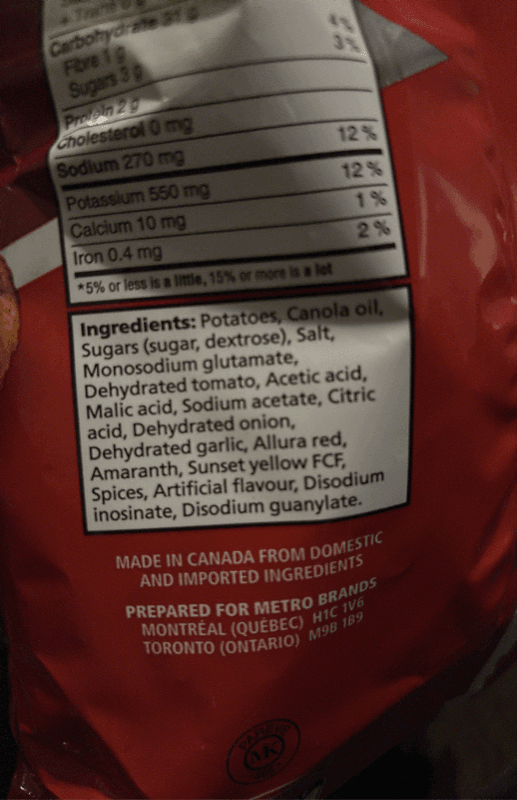 + Trans 0 g
Carbohydrate 31 g
Fibre 1 g 4%
Sugars 3 g 3%
Protein 2 g
Cholesterol 0 mg
Sodium 270 mg 12%
Potassium 550 mg 12%
Calcium 10 mg 1%
Iron 0.4 mg 2%
*5% or less is a little, 15% or more is a lot
Ingredients: Potatoes, Canola oil,
Sugars (sugar, dextrose), Salt,
Monosodium glutamate,
Dehydrated tomato, Acetic acid,
Malic acid, Sodium acetate, Citric
acid, Dehydrated onion,
Dehydrated garlic, Allura red,
Amaranth, Sunset yellow FCF,
Spices, Artificial flavour, Disodium
inosinate, Disodium guanylate.
MADE IN CANADA FROM DOMESTIC
AND IMPORTED INGREDIENTS
PREPARED FOR METRO BRANDS
MONTRÉAL (QUÉBEC) H1C 1V6
TORONTO (ONTARIO) M9B 1B9
MK